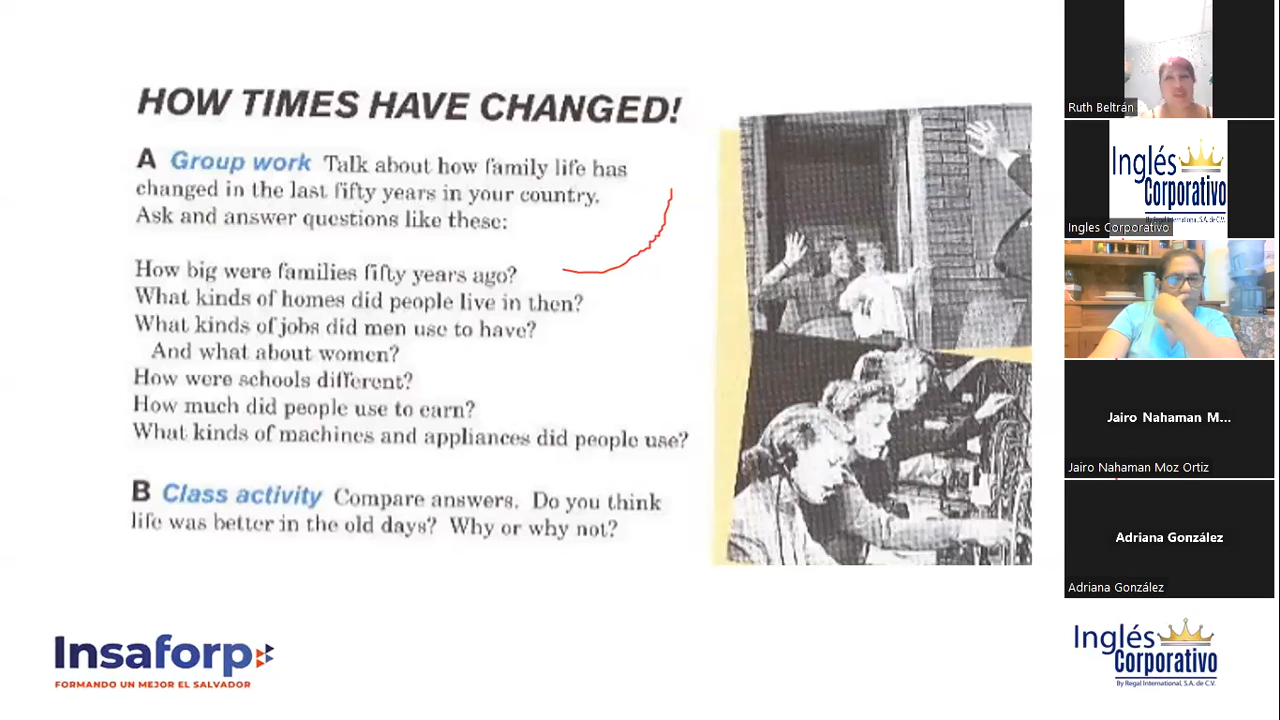 HOW TIMES HAVE CHANGED!
A Group work Talk about how family life has
changed in the last fifty years in your country.
Ask and answer questions like these:
How big were families fifty years ago?
What kinds of homes did people live in then?
What kinds of jobs did men use to have?
And what about women?
How were schools different?
How much did people use to earn?
What kinds of machines and appliances did people use?
B Class activity Compare answers. Do you think
life was better in the old days? Why or why not?
Insaforp
FORMANDO UN MEJOR EL SALVADOR
Ruth Beltrán
Inglés
Corporativo
By Regal International, S.A. de C.V.
Ingles Corporativo
Jairo Nahaman M...
Jairo Nahaman Moz Ortiz
Adriana González
Adriana González
Inglés
Corporativo
By Regal International, S.A. de C.V.